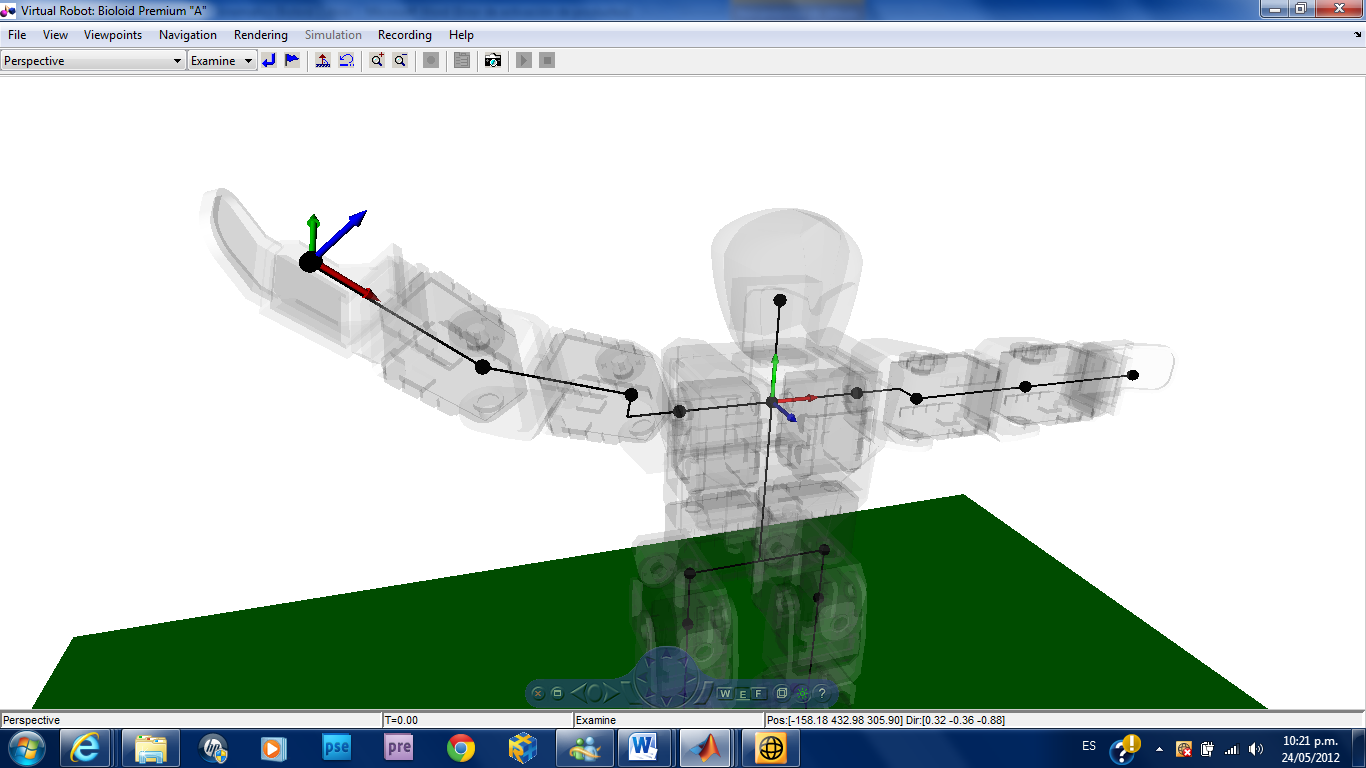 Virtual Robot: Bioloid Premium "A"
File View Viewpoints Navigation Rendering Simulation Recording Help
Perspective Examine
W E F ?
Perspective T=0.00 Examine Pos:[-158.18 432.98 305.90] Dir:[0.32 -0.36 -0.88]
hp pse pre W ES ? 10:21 p.m.
24/05/2012